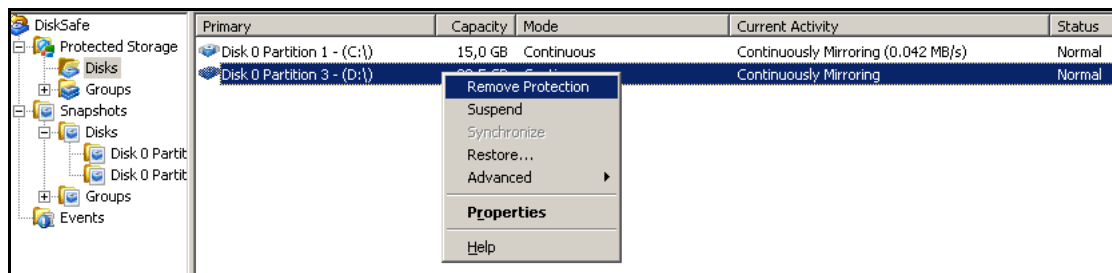 DiskSafe
Protected Storage
Disks
Groups
Snapshots
Disks
Disk 0 Partit
Disk 0 Partit
Groups
Events
Primary Capacity Mode Current Activity Status
Disk 0 Partition 1 - (C:\) 15,0 GB Continuous Continuously Mirroring (0.042 MB/s) Normal
Disk 0 Partition 3 - (D:\) Continuously Mirroring Normal
Remove Protection
Suspend
Synchronize
Restore...
Advanced
Properties
Help